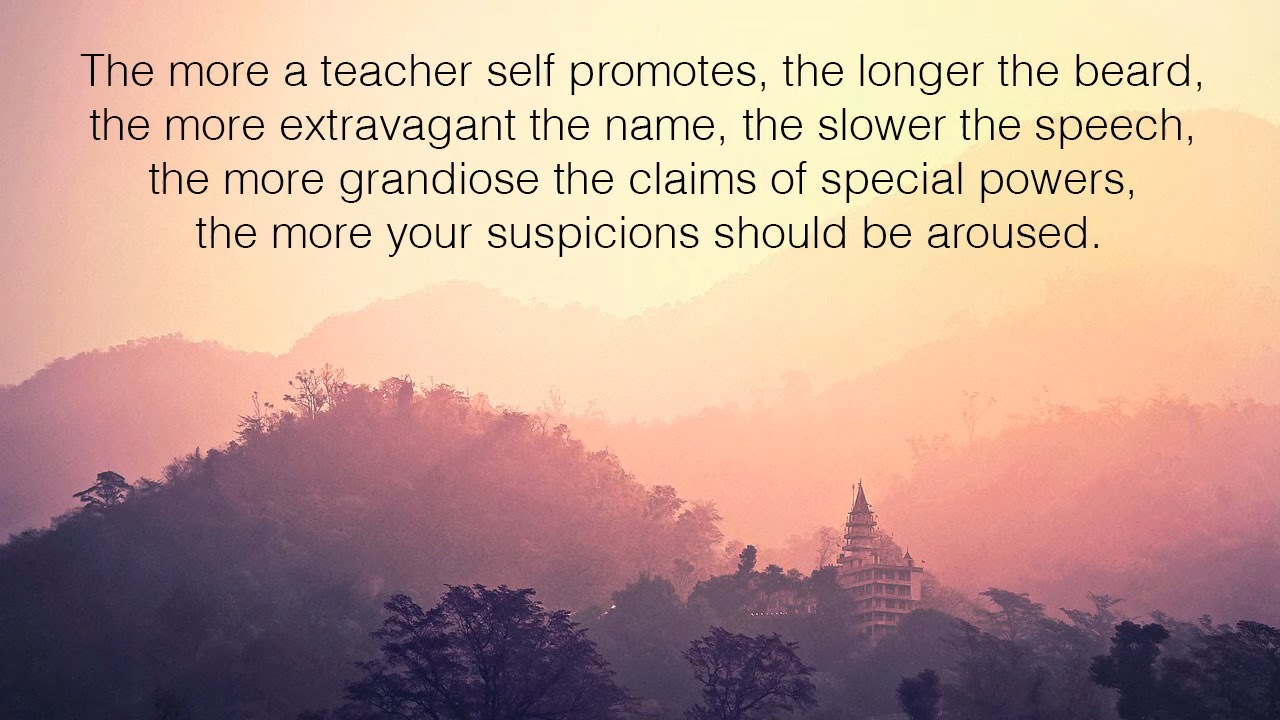 The more a teacher self promotes, the longer the beard,
the more extravagant the name, the slower the speech,
the more grandiose the claims of special powers,
the more your suspicions should be aroused.